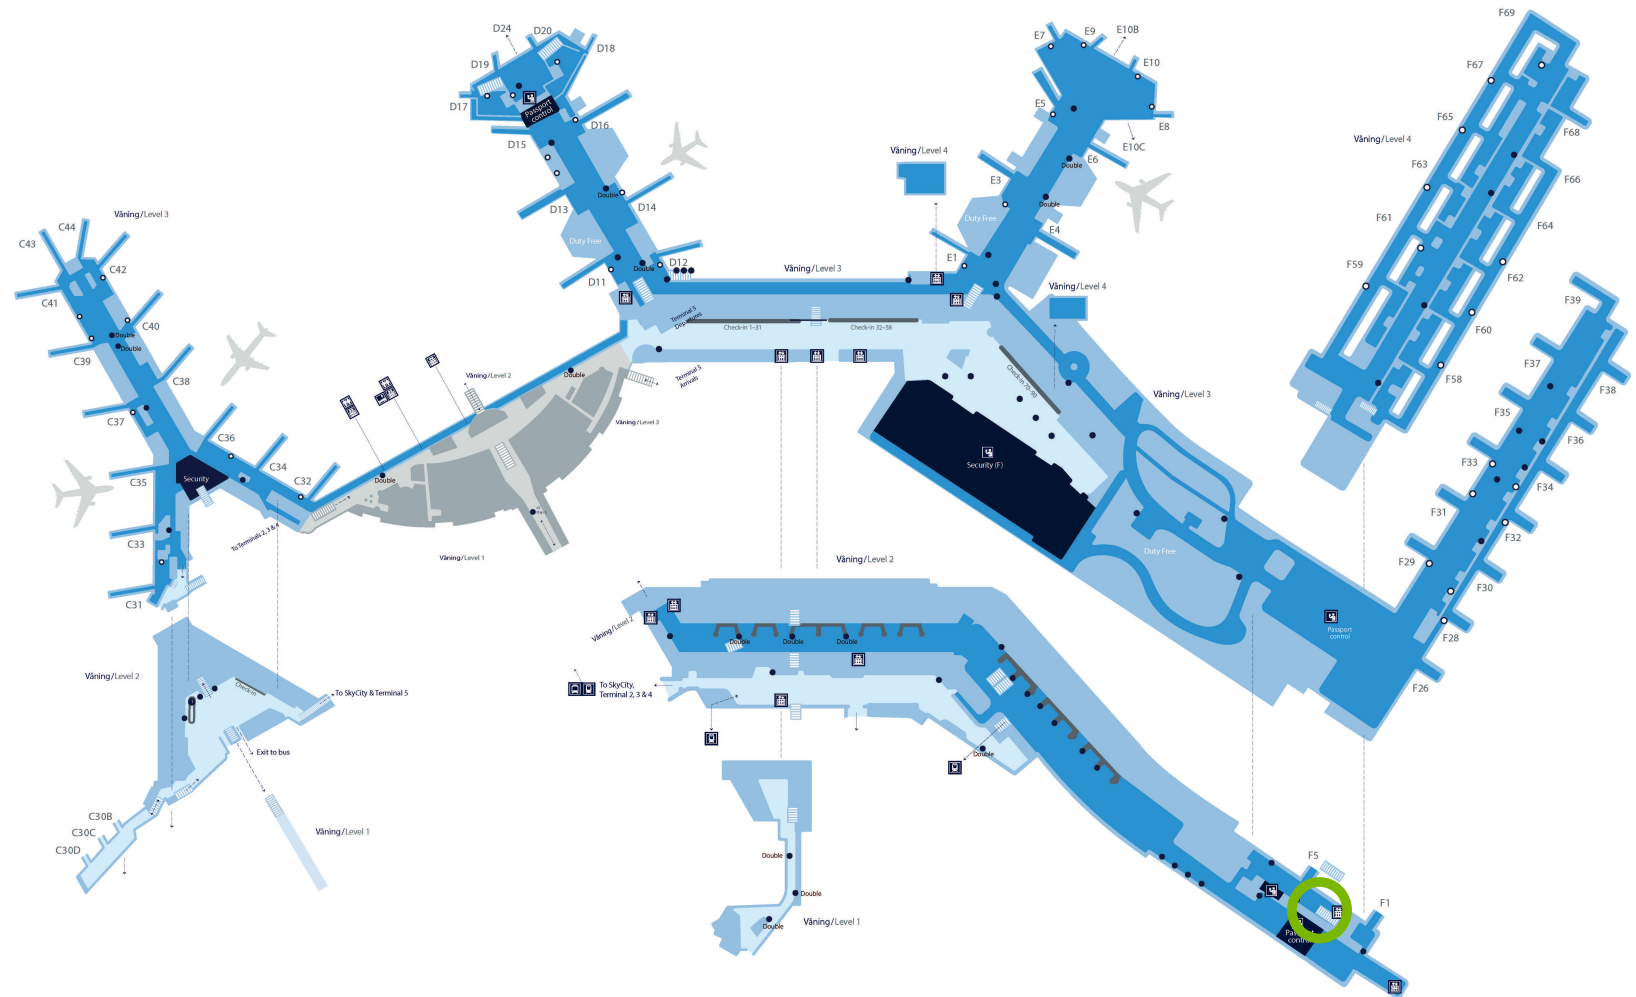 D24
D20
D18
D19
D17
Passport
control
D16
D15
D13
D14
Duty Free
D11
D12
Double
Double
E7
E9
E10B
E10
E5
E8
E10C
E6
Double
E3
Double
Duty Free
E4
E1
Våning/Level 4
Våning/Level 4
Våning/Level 3
F69
F67
F65
F68
Våning/Level 4
F63
F66
F61
F64
F59
F62
F60
F58
F39
F37
F38
F35
F36
F33
F34
F31
F32
F29
F30
F28
F26
C44
Våning/Level 3
C43
C42
C41
C40
Double
Double
C39
C38
C37
C36
C35
C34
C32
Security
C33
C31
To Terminals 2, 3 & 4
Terminal 5
Departures
Check-in 1–31
Check-in 32–58
Terminal 5
Arrivals
Check-in 70–90
Våning/Level 2
Double
Våning/Level 3
Double
Våning/Level 1
Våning/Level 3
Security (F)
Duty Free
Passport
control
Våning/Level 2
Våning/Level 2
Double
Double
Double
To SkyCity,
Terminal 2, 3 & 4
Double
Våning/Level 2
Check-in
To SkyCity & Terminal 5
Exit to bus
C30B
C30C
C30D
Våning/Level 1
Double
Double
Double
Våning/Level 1
F5
F1
control